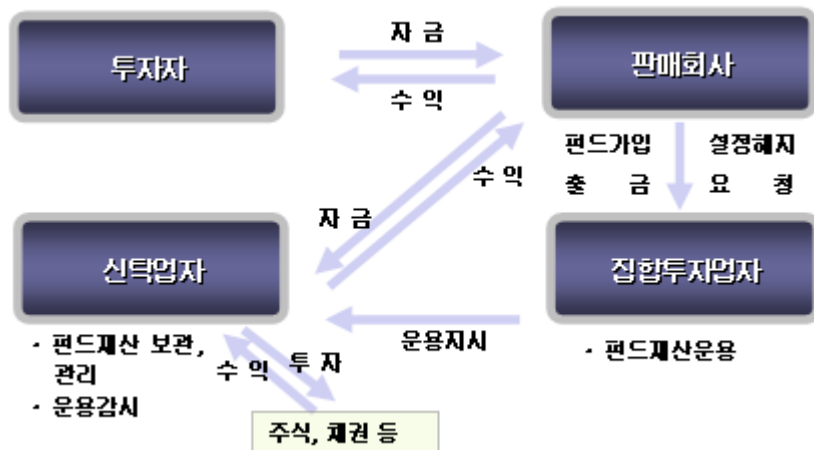 자 금
투자자
판매회사
수 익
펀드가입 설정해지
출 금 요 청
수 익
자 금
신탁업자
집합투자업자
운용지시
· 펀드재산 보관,
관리
· 운용감시
수 익
투 자
· 펀드재산운용
주식, 채권 등